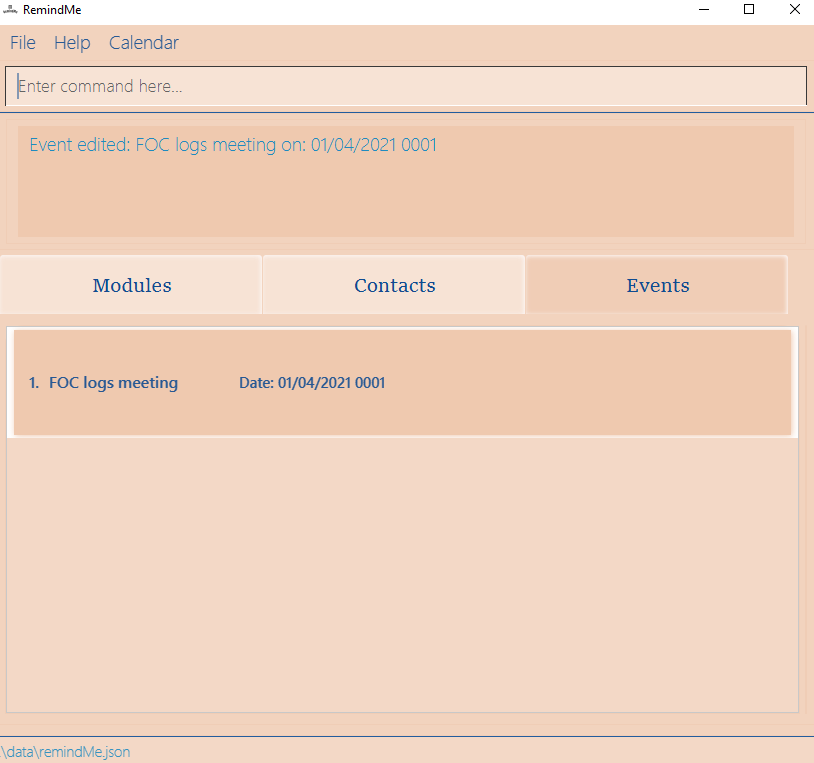 RemindMe
File Help Calendar
Enter command here...
Event edited: FOC logs meeting on: 01/04/2021 0001
Modules Contacts Events
1. FOC logs meeting Date: 01/04/2021 0001
.\data\remindMe.json